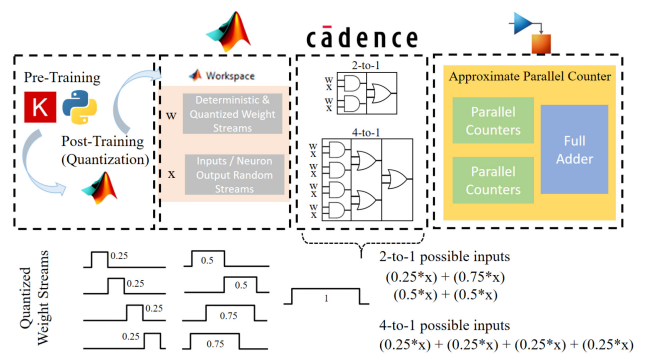 cādence
Pre-Training
K
Post-Training
(Quantization)
Workspace
W
Deterministic &
Quantized Weight
Streams
X
Inputs / Neuron
Output Random
Streams
2-to-1
W
X
W
X
4-to-1
W
X
W
X
W
X
W
X
Approximate Parallel Counter
Parallel
Counters
Parallel
Counters
Full
Adder
Quantized
Weight Streams
0.25
0.25
0.25
0.25
0.5
0.5
0.75
0.75
1
2-to-1 possible inputs
(0.25*x) + (0.75*x)
(0.5*x) + (0.5*x)
4-to-1 possible inputs
(0.25*x) + (0.25*x) + (0.25*x) + (0.25*x)